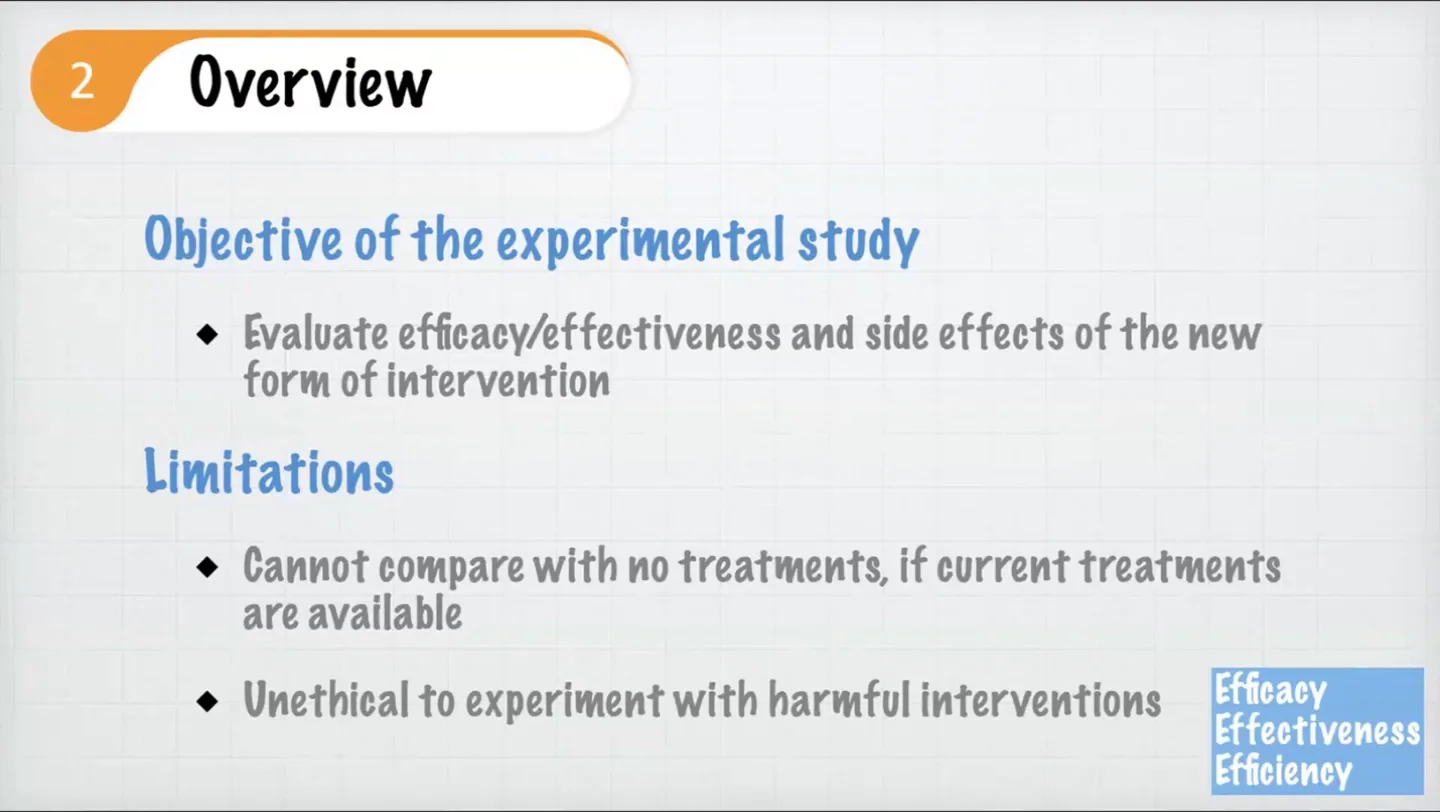 2
Overview
Objective of the experimental study
Evaluate efficacy/effectiveness and side effects of the new
form of intervention
Limitations
Cannot compare with no treatments, if current treatments
are available
Unethical to experiment with harmful interventions
Efficacy
Effectiveness
Efficiency